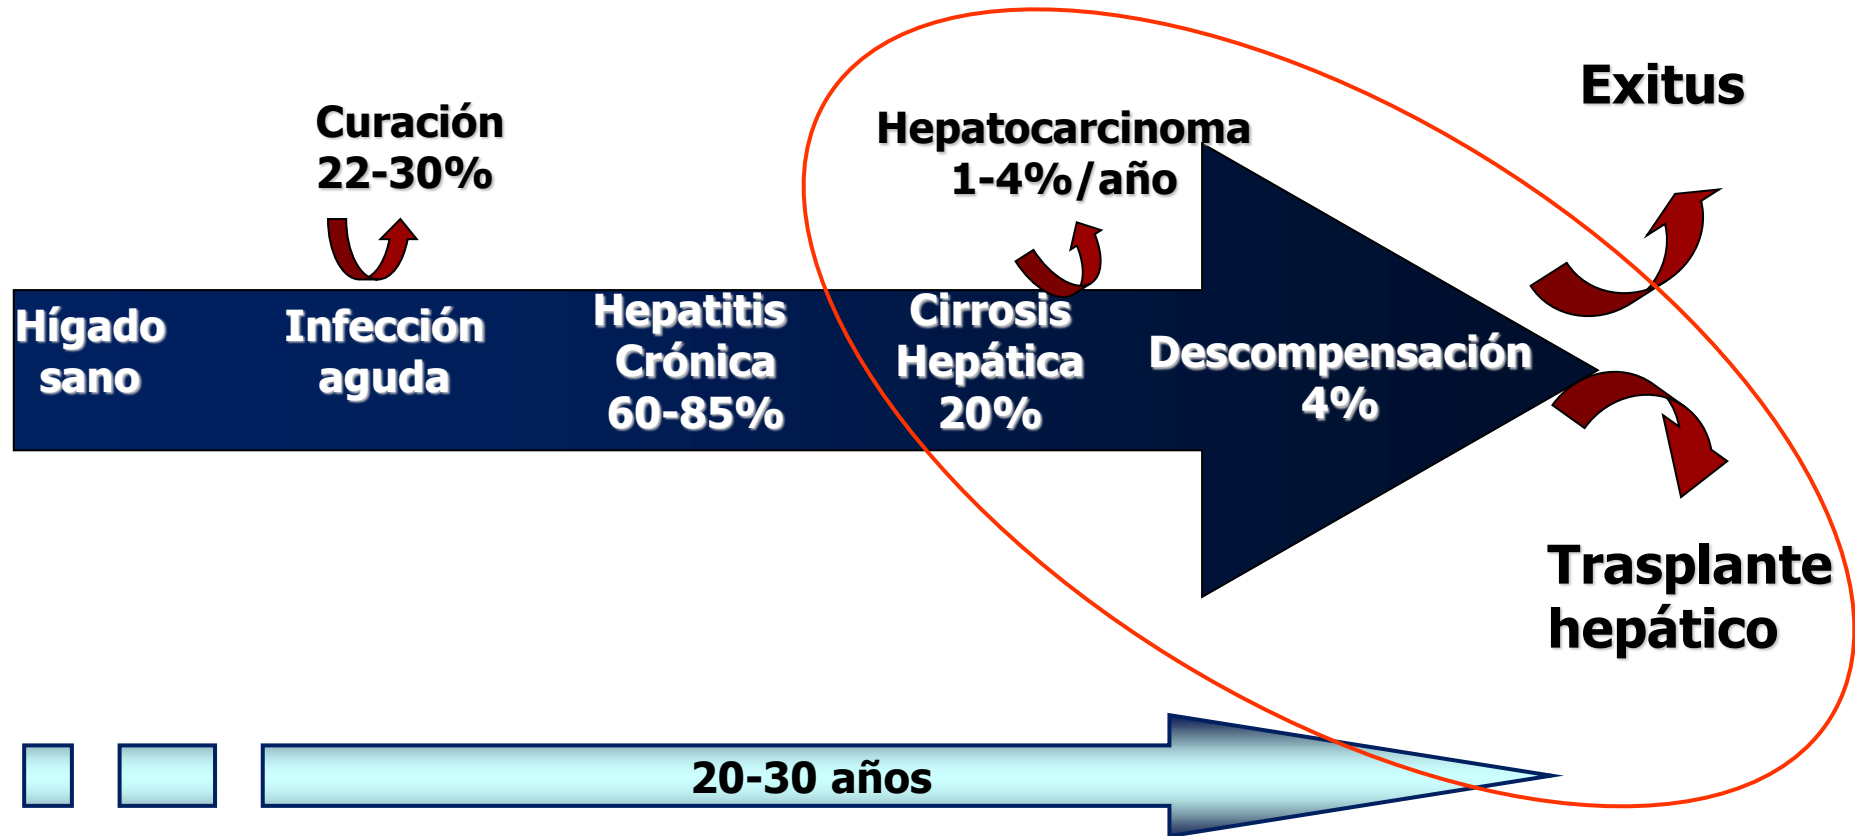 Exitus
Curación
22-30%
Hepatocarcinoma
1-4%/año
Hígado
sano
Infección
aguda
Hepatitis
Crónica
60-85%
Cirrosis
Hepática
20%
Descompensación
4%
Trasplante
hepático
20-30 años